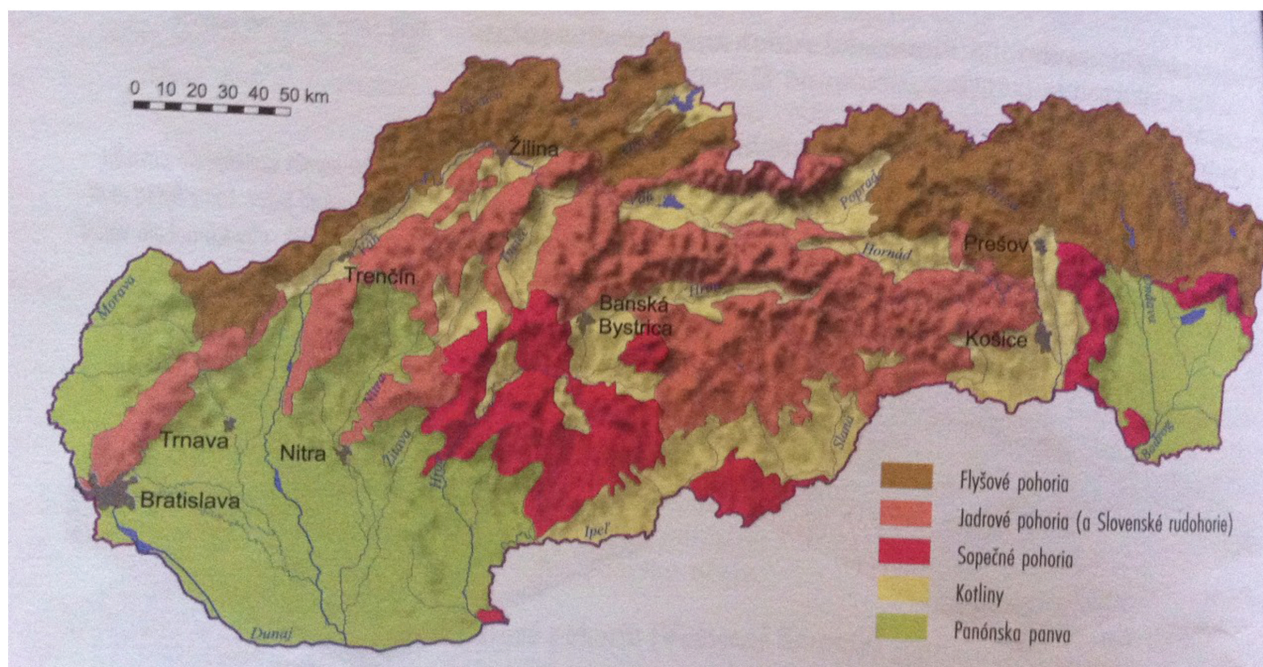 0 10 20 30 40 50 km
Žilina
Váh
Poprad
Hornád
Prešov
Váh
Trenčín
Morava
Hron
Banská
Bystrica
Košice
Nitra
Trnava
Nitra
Žitava
Hron
Slaná
Bodrog
Bratislava
Ipeľ
Dunaj
Flyšové pohoria
Jadrové pohoria (a Slovenské rudohorie)
Sopečné pohoria
Kotliny
Panónska panva